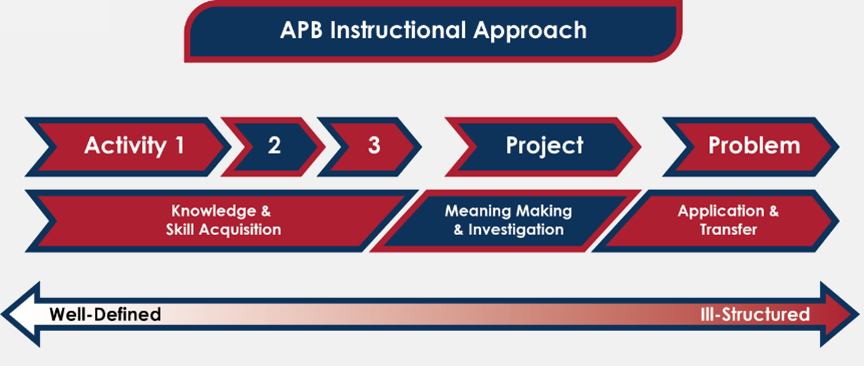 APB Instructional Approach
Activity 1
2
3
Project
Problem
Knowledge &
Skill Acquisition
Meaning Making
& Investigation
Application &
Transfer
Well-Defined
Ill-Structured